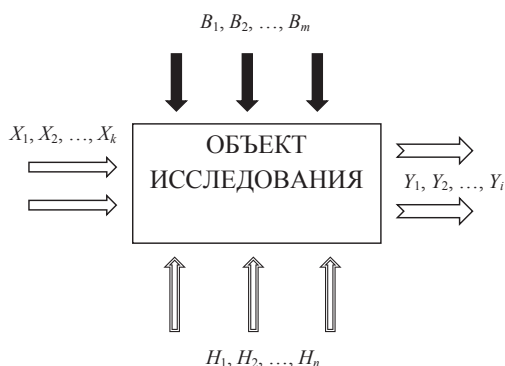 B₁, B₂, …, Bₘ
X₁, X₂, …, Xₖ
ОБЪЕКТ
ИССЛЕДОВАНИЯ
Y₁, Y₂, …, Yᵢ
H₁, H₂, …, Hₙ